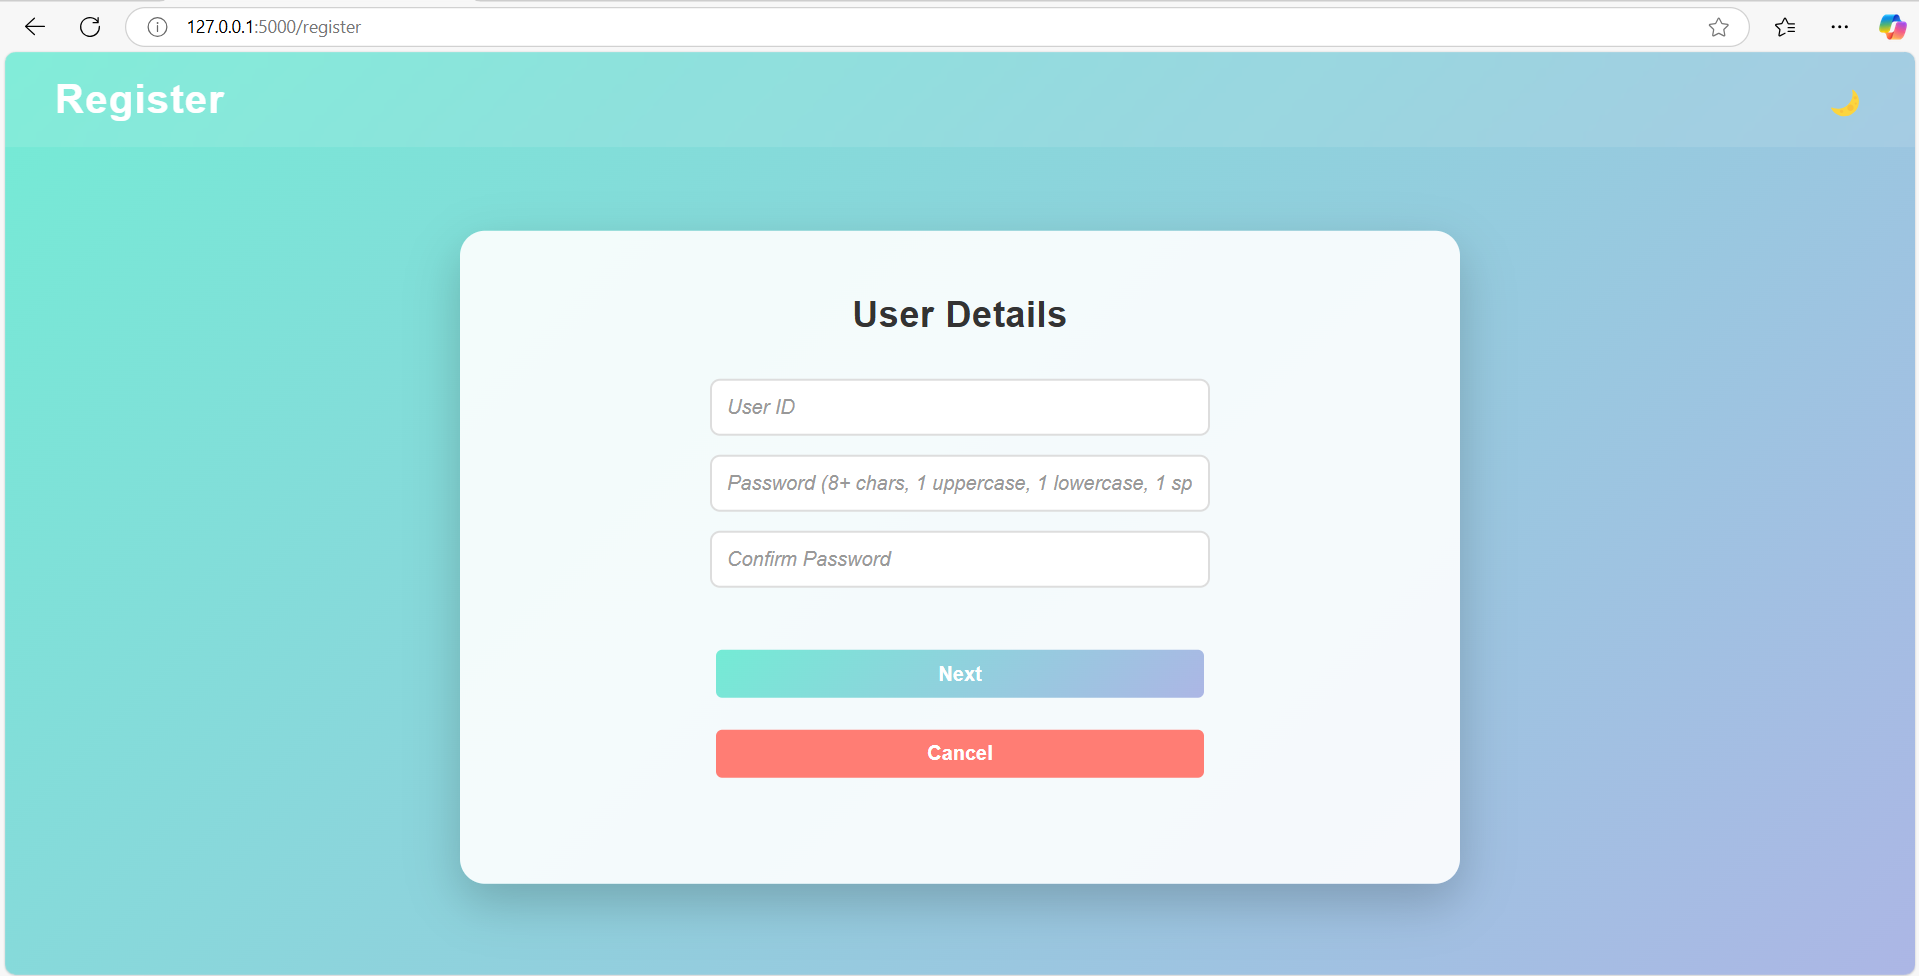 127.0.0.1:5000/register
Register
User Details
User ID
Password (8+ chars, 1 uppercase, 1 lowercase, 1 sp
Confirm Password
Next
Cancel